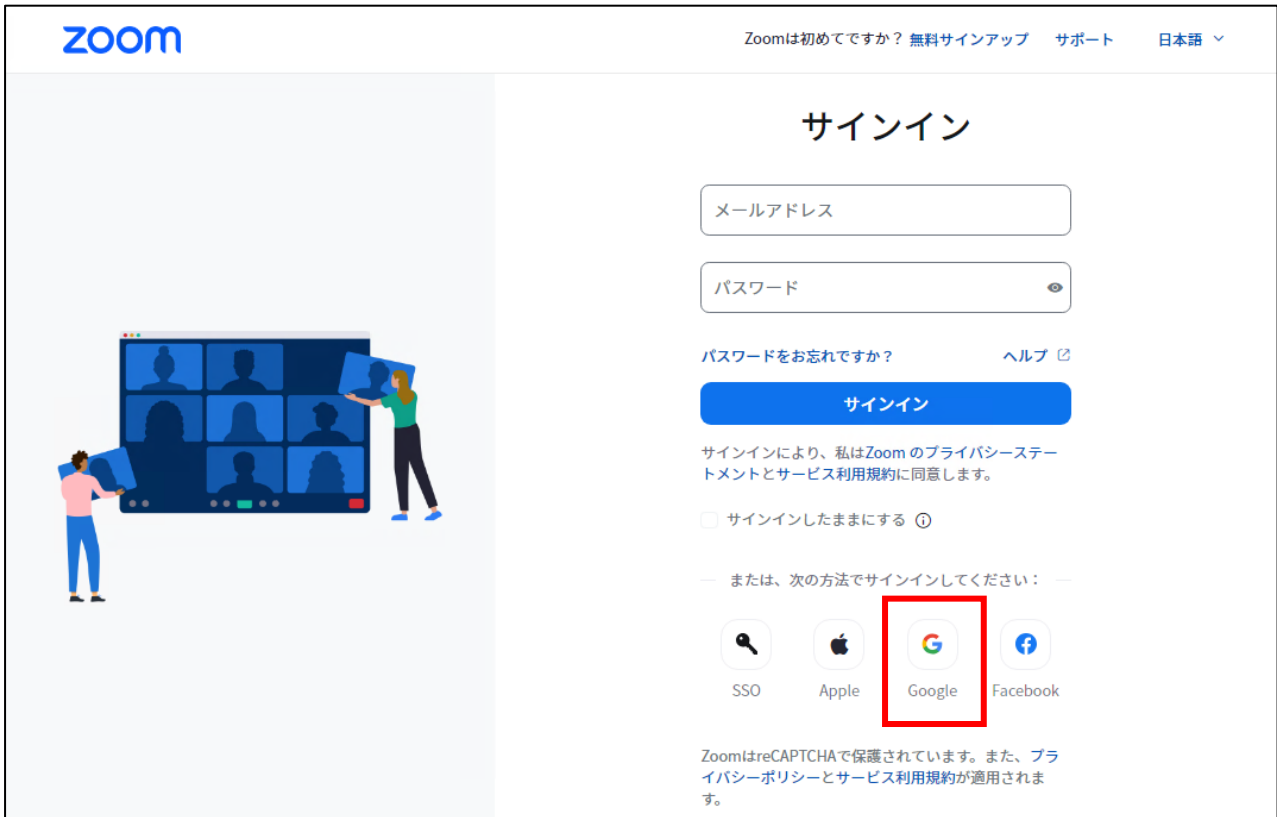 zoom
Zoomは初めてですか？ 無料サインアップ サポート 日本語
サインイン
メールアドレス
パスワード
パスワードをお忘れですか？ ヘルプ
サインイン
サインインにより、私はZoom のプライバシーステー
トメントとサービス利用規約に同意します。
サインインしたままにする
または、次の方法でサインインしてください：
SSO Apple Google Facebook
ZoomはreCAPTCHAで保護されています。また、プラ
イバシーポリシーとサービス利用規約が適用されま
す。